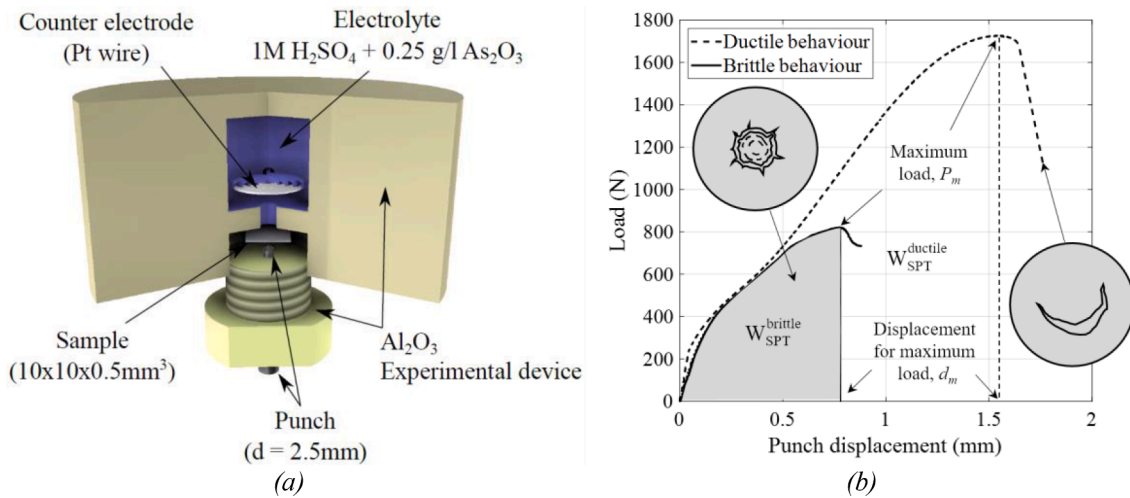 Counter electrode
(Pt wire)
Electrolyte
1M H₂SO₄ + 0.25 g/l As₂O₃
Sample
(10x10x0.5mm³)
Al₂O₃
Experimental device
Punch
(d = 2.5mm)
(a)
1800
1600
1400
1200
1000
800
600
400
200
0
Load (N)
Ductile behaviour
Brittle behaviour
Maximum
load, Pₘ
W_SPT^ductile
W_SPT^brittle
Displacement
for maximum
load, dₘ
0
0.5
1
1.5
2
Punch displacement (mm)
(b)